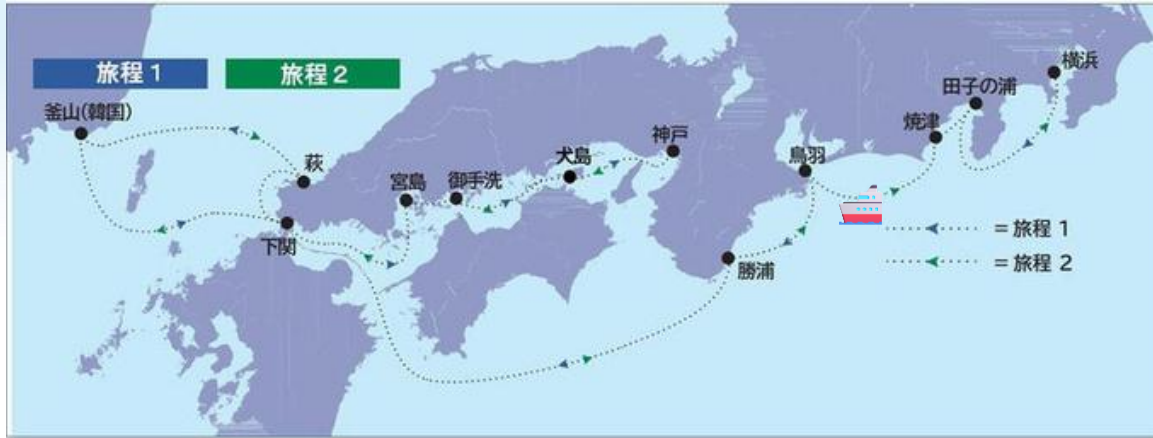 旅程1
旅程2
釜山(韓国)
萩
下関
宮島
御手洗
犬島
神戸
勝浦
鳥羽
焼津
田子の浦
横浜
= 旅程1
= 旅程2